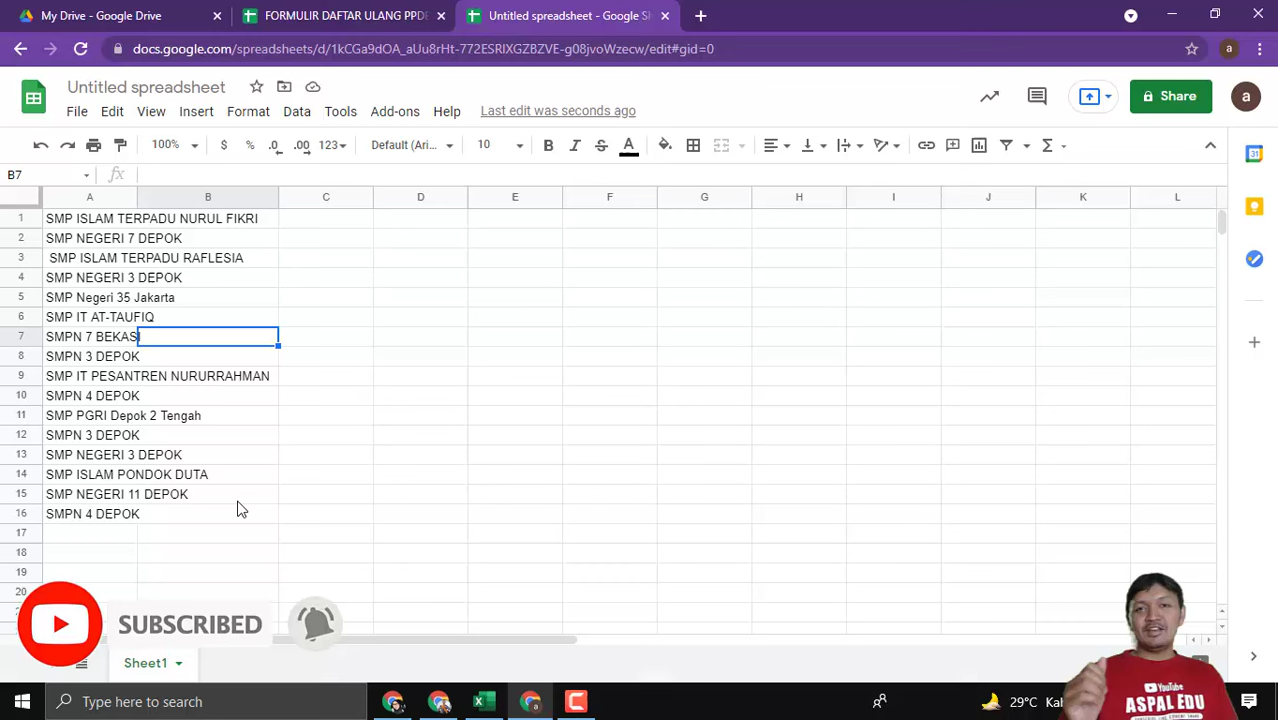 My Drive - Google Drive
FORMULIR DAFTAR ULANG PPD
Untitled spreadsheet - Google Sh
docs.google.com/spreadsheets/d/1kCGa9dOA_aUu8rHt-772ESRIXGZBZVE-g08jvoWzecw/edit#gid=0
a
Untitled spreadsheet
File Edit View Insert Format Data Tools Add-ons Help Last edit was seconds ago
Share
a
100% $ % .0 .00 123 Default (Ari... 10 B I S A Σ
B7 fx
A B C D E F G H I J K L
1 SMP ISLAM TERPADU NURUL FIKRI
2 SMP NEGERI 7 DEPOK
3 SMP ISLAM TERPADU RAFLESIA
4 SMP NEGERI 3 DEPOK
5 SMP Negeri 35 Jakarta
6 SMP IT AT-TAUFIQ
7 SMPN 7 BEKASI
8 SMPN 3 DEPOK
9 SMP IT PESANTREN NURURRAHMAN
10 SMPN 4 DEPOK
11 SMP PGRI Depok 2 Tengah
12 SMPN 3 DEPOK
13 SMP NEGERI 3 DEPOK
14 SMP ISLAM PONDOK DUTA
15 SMP NEGERI 11 DEPOK
16 SMPN 4 DEPOK
17
18
19
20
SUBSCRIBED
Sheet1
YouTube
ASPAL EDU
Type here to search
29°C